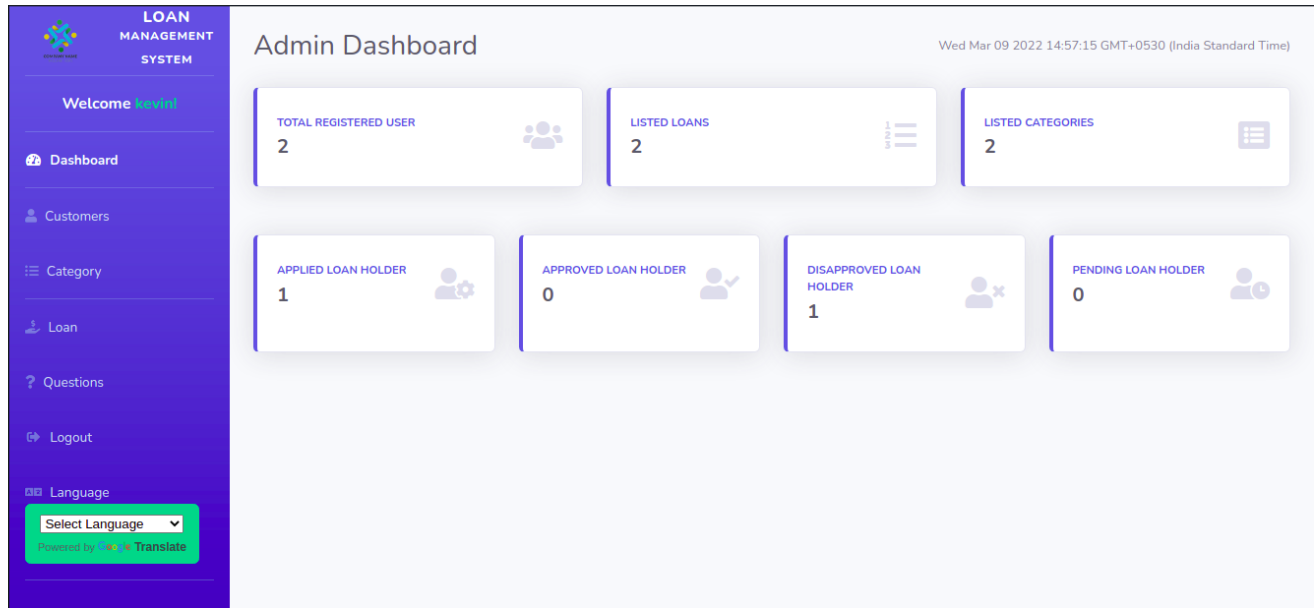 LOAN
MANAGEMENT
SYSTEM
Welcome kevin!
Dashboard
Customers
Category
Loan
Questions
Logout
Language
Select Language
Powered by Google Translate
Admin Dashboard
Wed Mar 09 2022 14:57:15 GMT+0530 (India Standard Time)
TOTAL REGISTERED USER
2
LISTED LOANS
2
LISTED CATEGORIES
2
APPLIED LOAN HOLDER
1
APPROVED LOAN HOLDER
0
DISAPPROVED LOAN
HOLDER
1
PENDING LOAN HOLDER
0